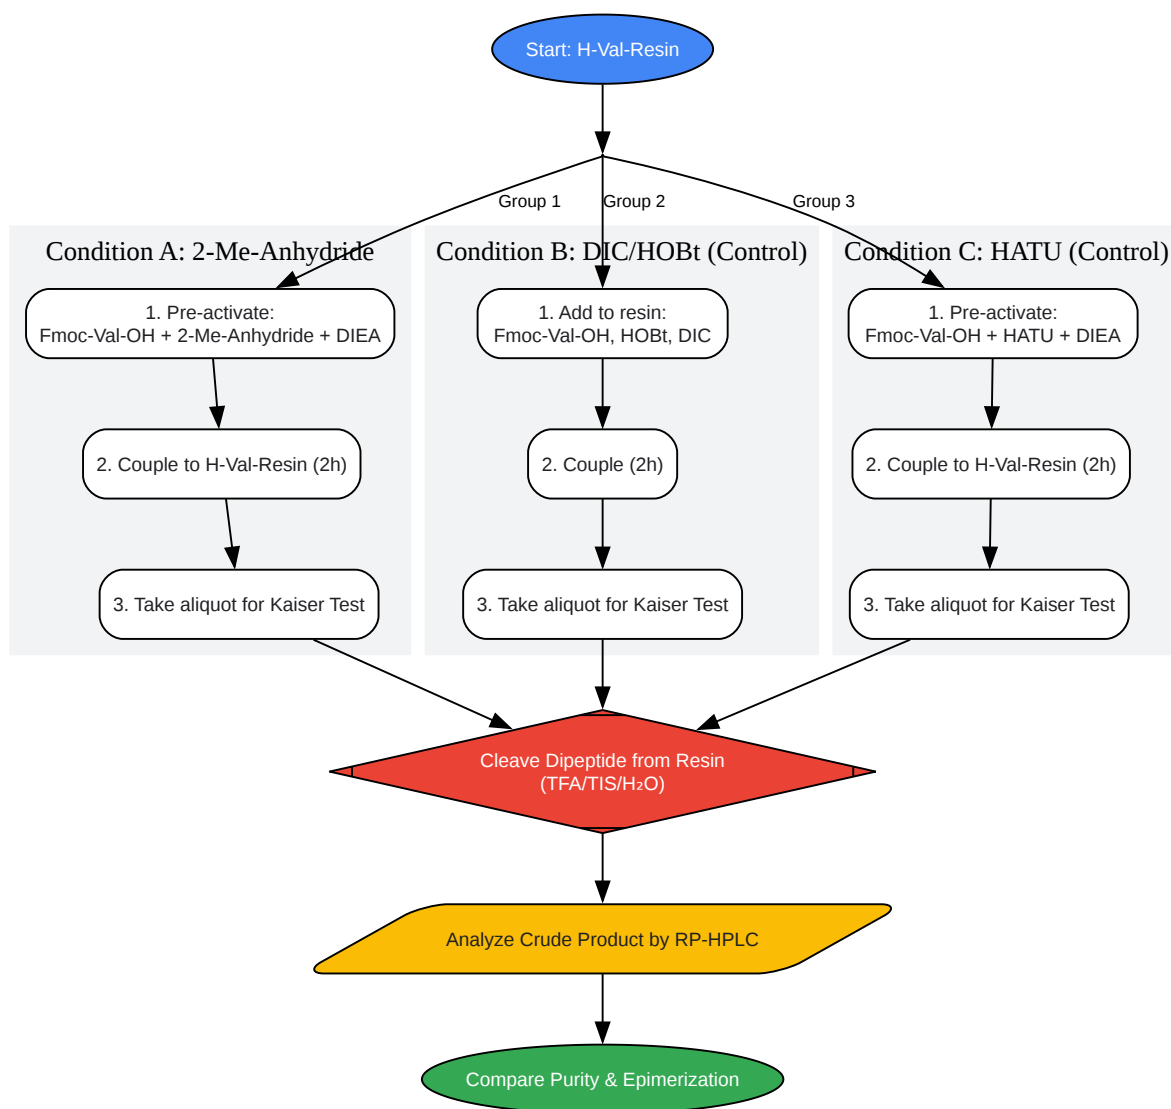 Start: H-Val-Resin
Group 1
Group 2
Group 3
Condition A: 2-Me-Anhydride
Condition B: DIC/HOBt (Control)
Condition C: HATU (Control)
1. Pre-activate:
Fmoc-Val-OH + 2-Me-Anhydride + DIEA
1. Add to resin:
Fmoc-Val-OH, HOBt, DIC
1. Pre-activate:
Fmoc-Val-OH + HATU + DIEA
2. Couple to H-Val-Resin (2h)
2. Couple (2h)
2. Couple to H-Val-Resin (2h)
3. Take aliquot for Kaiser Test
3. Take aliquot for Kaiser Test
3. Take aliquot for Kaiser Test
Cleave Dipeptide from Resin
(TFA/TIS/H₂O)
Analyze Crude Product by RP-HPLC
Compare Purity & Epimerization